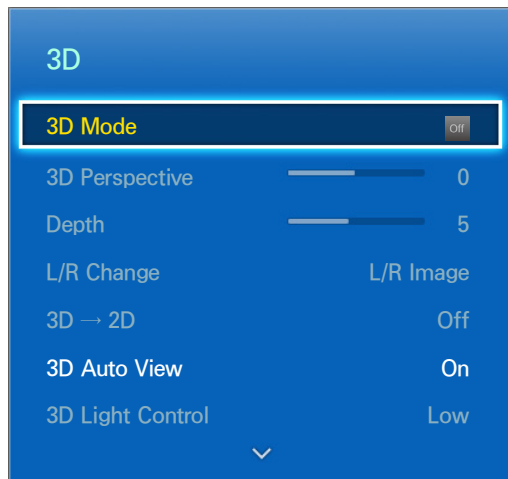 3D
3D Mode Off
3D Perspective 0
Depth 5
L/R Change L/R Image
3D → 2D Off
3D Auto View On
3D Light Control Low